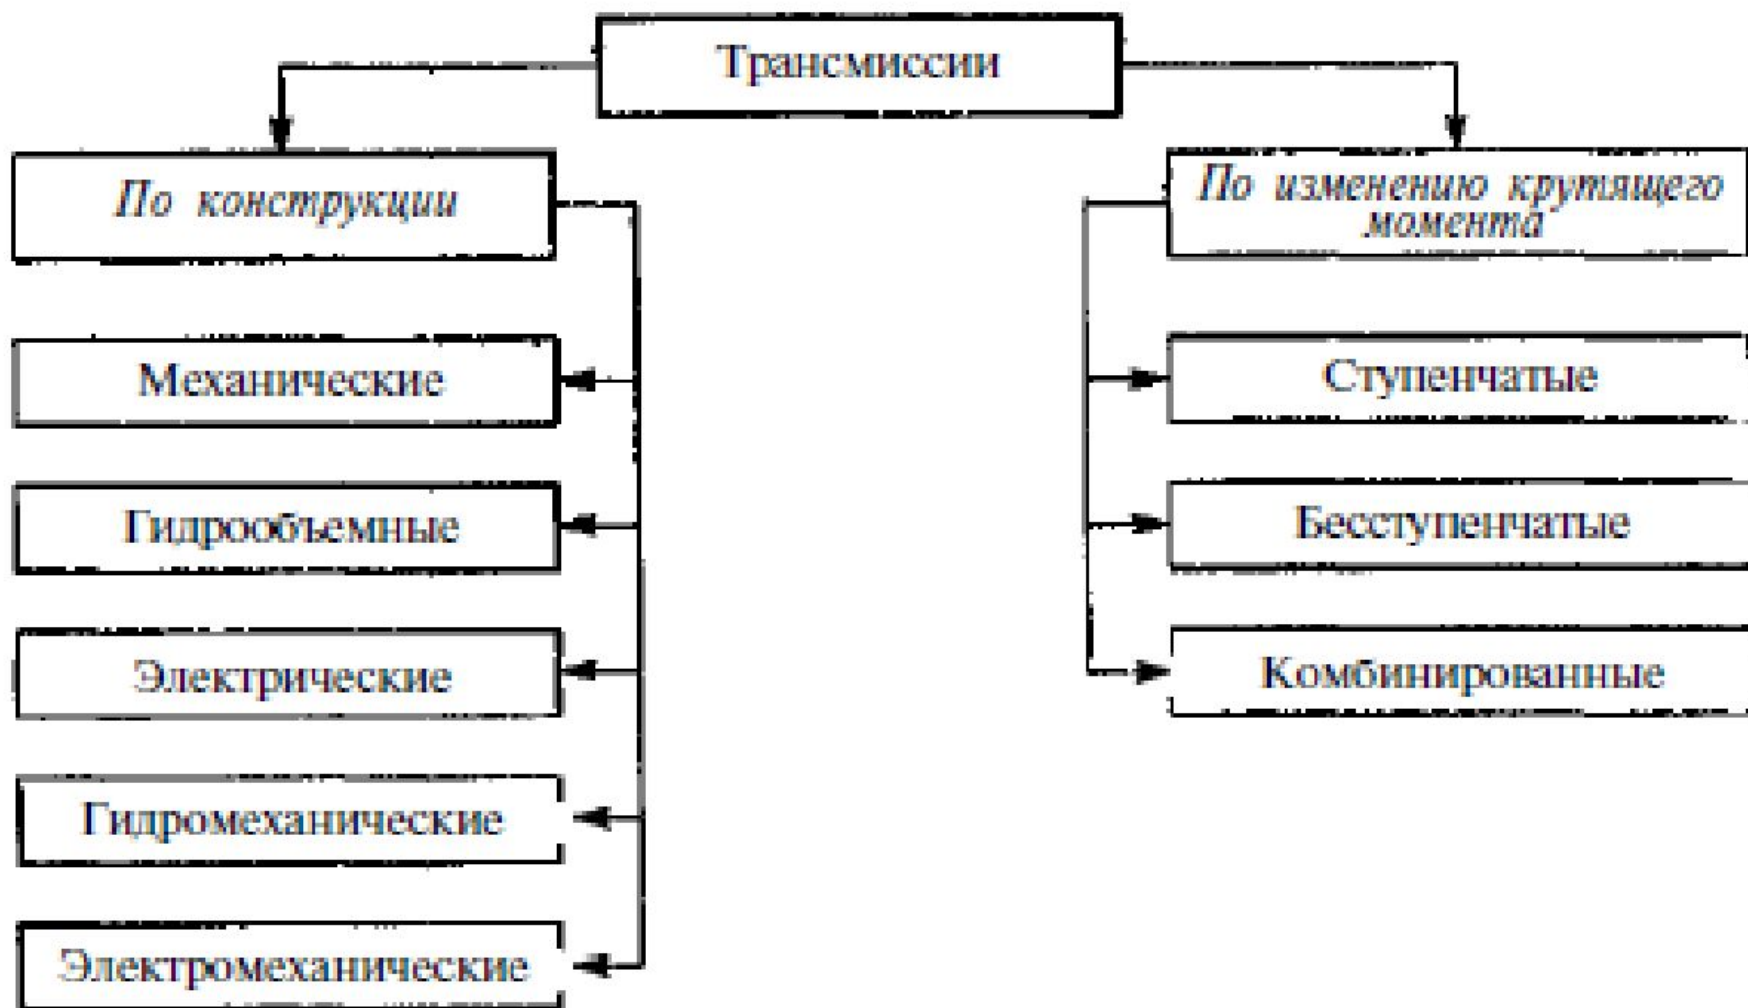 Трансмиссии
По конструкции
Механические
Гидрообъемные
Электрические
Гидромеханические
Электромеханические
По изменению крутящего
момента
Ступенчатые
Бесступенчатые
Комбинированные